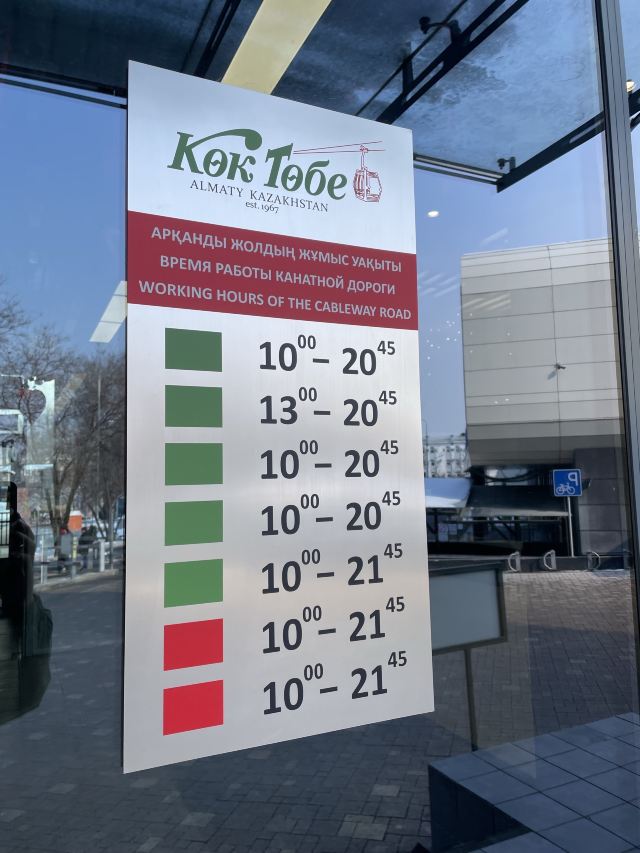 Көк Төбе
ALMATY KAZAKHSTAN
est. 1967
АРҚАНДЫ ЖОЛДЫҢ ЖҰМЫС УАҚЫТЫ
ВРЕМЯ РАБОТЫ КАНАТНОЙ ДОРОГИ
WORKING HOURS OF THE CABLEWAY ROAD
10⁰⁰ – 20⁴⁵
13⁰⁰ – 20⁴⁵
10⁰⁰ – 20⁴⁵
10⁰⁰ – 20⁴⁵
10⁰⁰ – 21⁴⁵
10⁰⁰ – 21⁴⁵
10⁰⁰ – 21⁴⁵